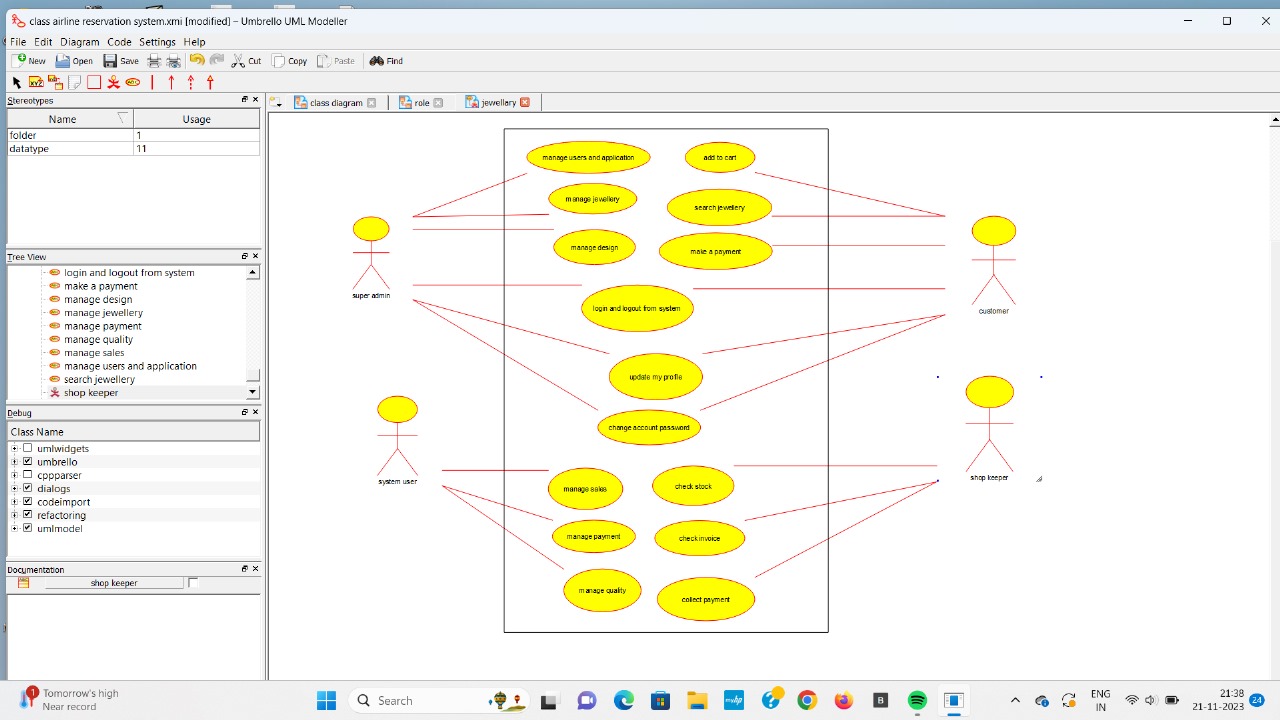 class airline reservation system.xmi [modified] – Umbrello UML Modeller
File Edit Diagram Code Settings Help
New Open Save Cut Copy Paste Find
Stereotypes
Name Usage
folder 1
datatype 11
Tree View
login and logout from system
make a payment
manage design
manage jewellery
manage payment
manage quality
manage sales
manage users and application
search jewellery
shop keeper
Debug
Class Name
umlwidgets
umbrello
cppparser
dialogs
codeimport
refactoring
umlmodel
Documentation
shop keeper
class diagram role jewellary
manage users and application
add to cart
manage jewellery
search jewellery
manage design
make a payment
super admin
login and logout from system
customer
update my profile
change account password
system user
shop keeper
manage sales
check stock
manage payment
check invoice
manage quality
collect payment
1
Tomorrow's high
Near record
Search
myhp
B
ENG
IN
21:38
21-11-2023
24